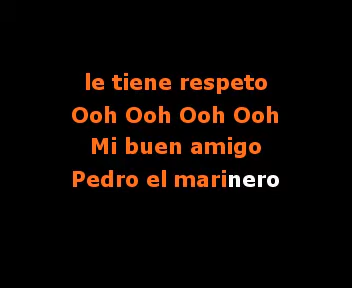 le tiene respeto
Ooh Ooh Ooh Ooh
Mi buen amigo
Pedro el marinero